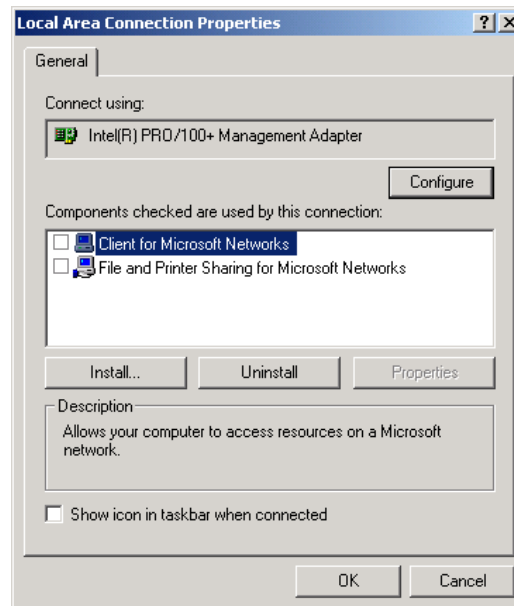 Local Area Connection Properties
General
Connect using:
Intel(R) PRO/100+ Management Adapter
Configure
Components checked are used by this connection:
Client for Microsoft Networks
File and Printer Sharing for Microsoft Networks
Install...
Uninstall
Properties
Description
Allows your computer to access resources on a Microsoft
network.
Show icon in taskbar when connected
OK
Cancel